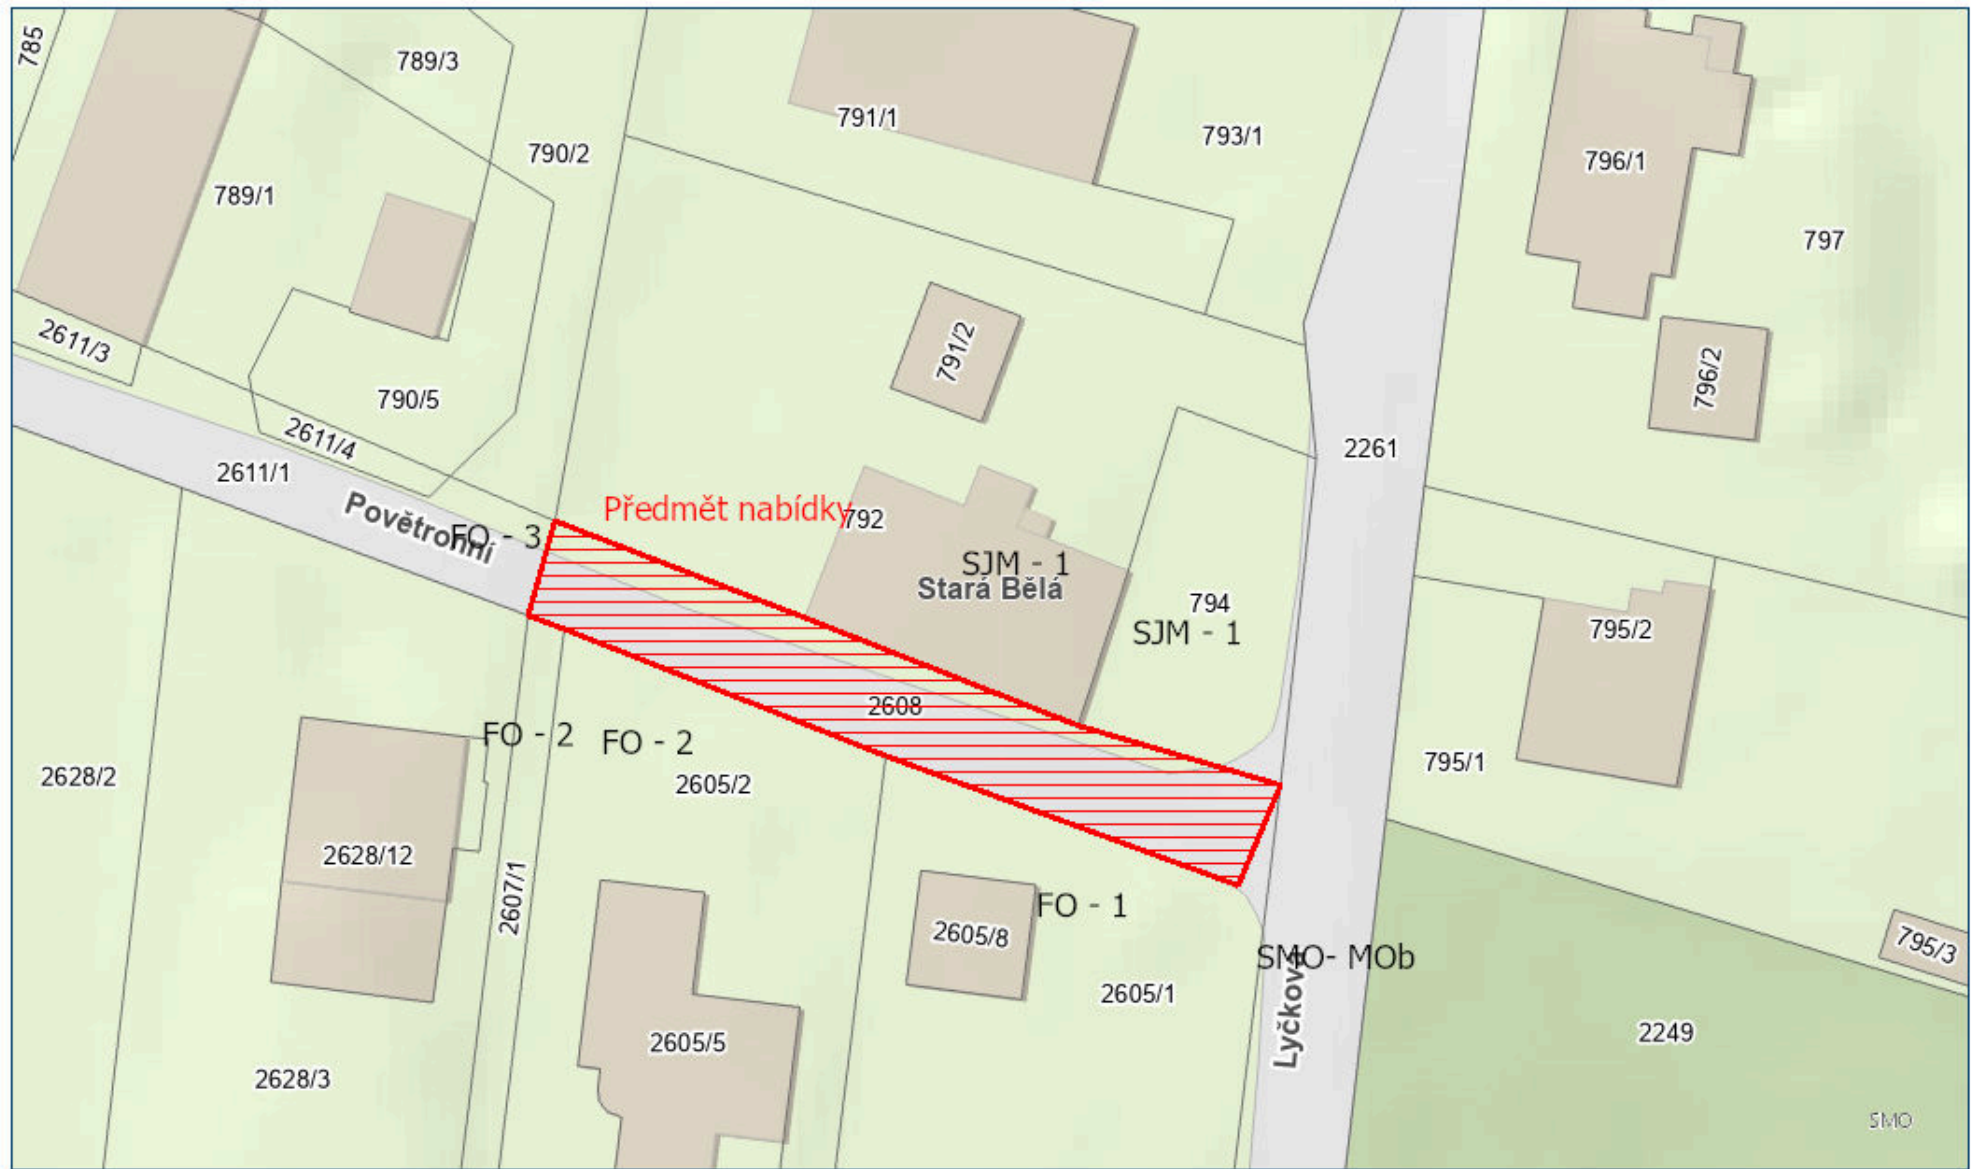 785
789/3
791/1
793/1
790/2
796/1
789/1
797
2611/3
791/2
796/2
790/5
2611/4
2261
2611/1
Předmět nabídky
792
Povětronní
FO - 3
SJM - 1
Stará Bělá
794
SJM - 1
795/2
2608
FO - 2
FO - 2
2628/2
2605/2
795/1
2628/12
2607/1
FO - 1
2605/8
795/3
SMO- MOb
2605/1
Lyčkova
2605/5
2249
2628/3
SMO